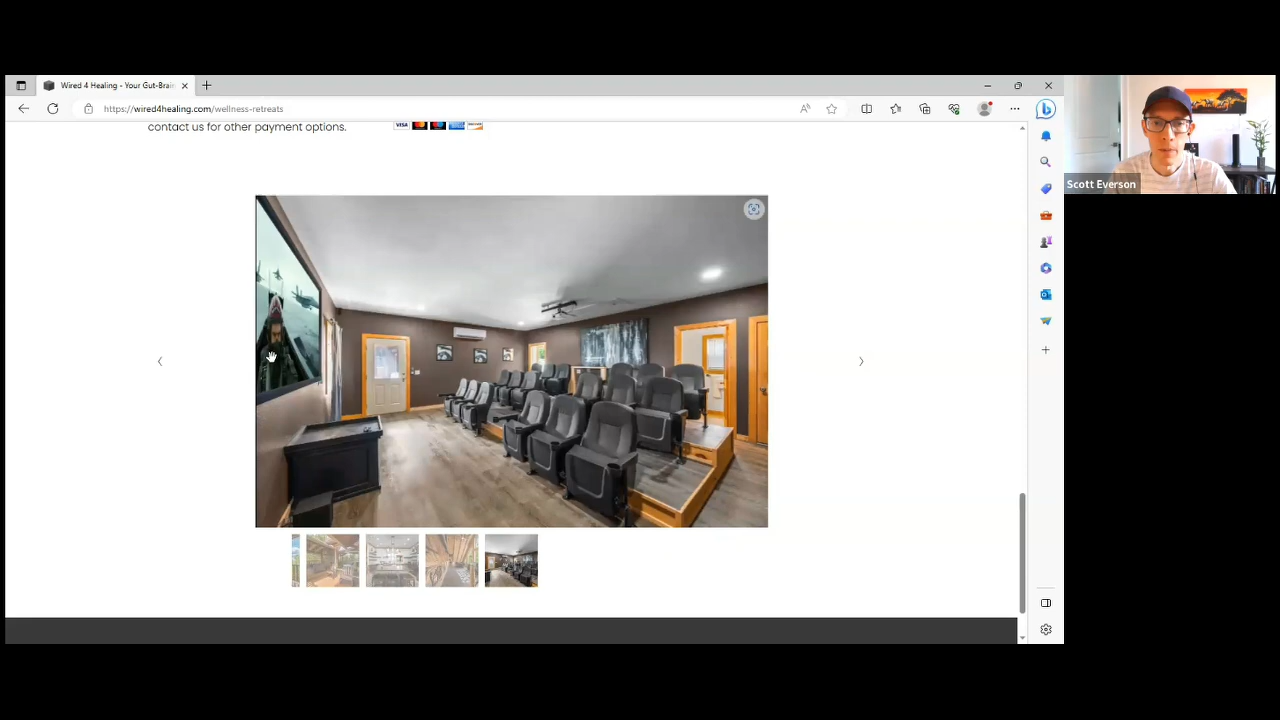 Wired 4 Healing - Your Gut-Brain
https://wired4healing.com/wellness-retreats
contact us for other payment options.
VISA
Scott Everson